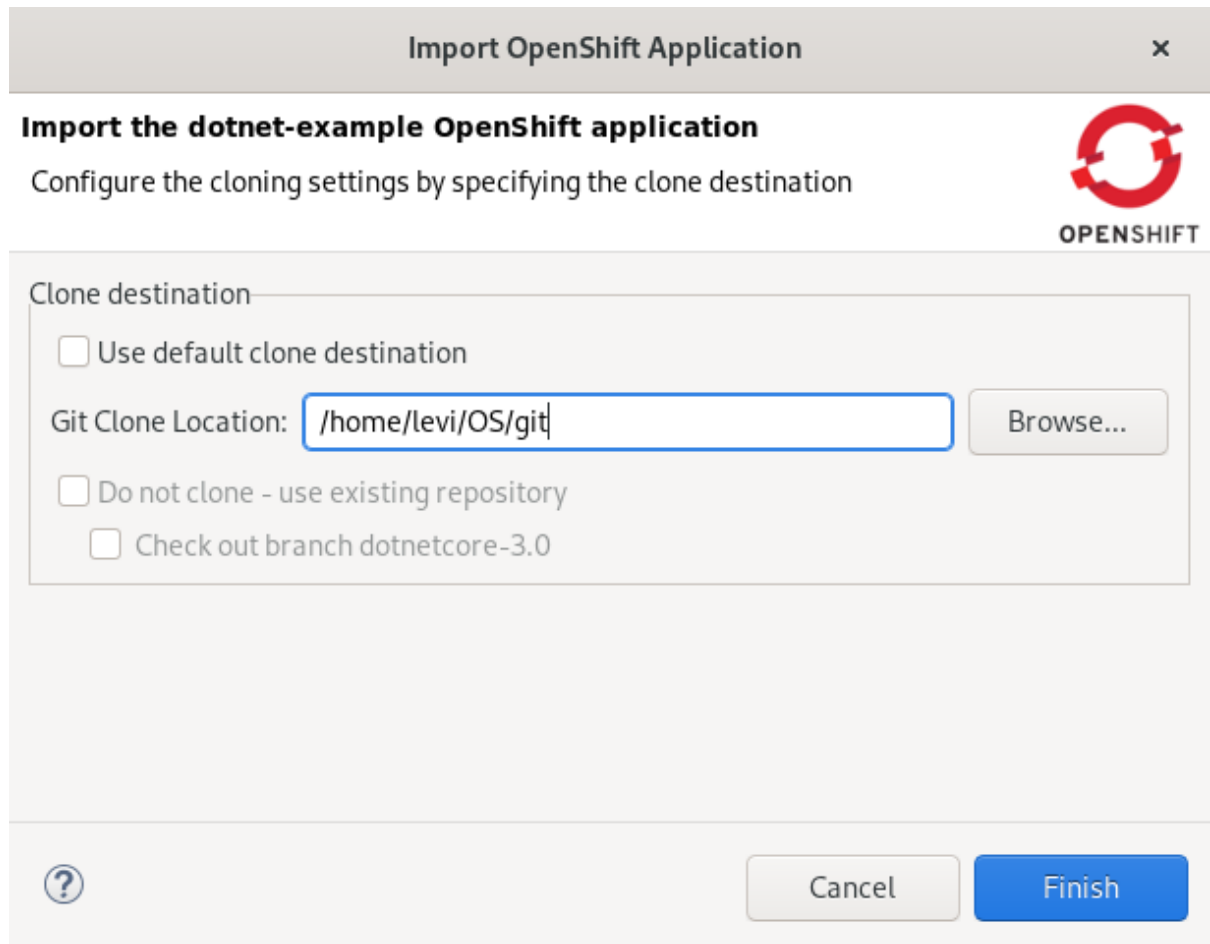 Import OpenShift Application ×
Import the dotnet-example OpenShift application
Configure the cloning settings by specifying the clone destination
OPENSHIFT
Clone destination
Use default clone destination
Git Clone Location: /home/levi/OS/git Browse...
Do not clone - use existing repository
Check out branch dotnetcore-3.0
? Cancel Finish